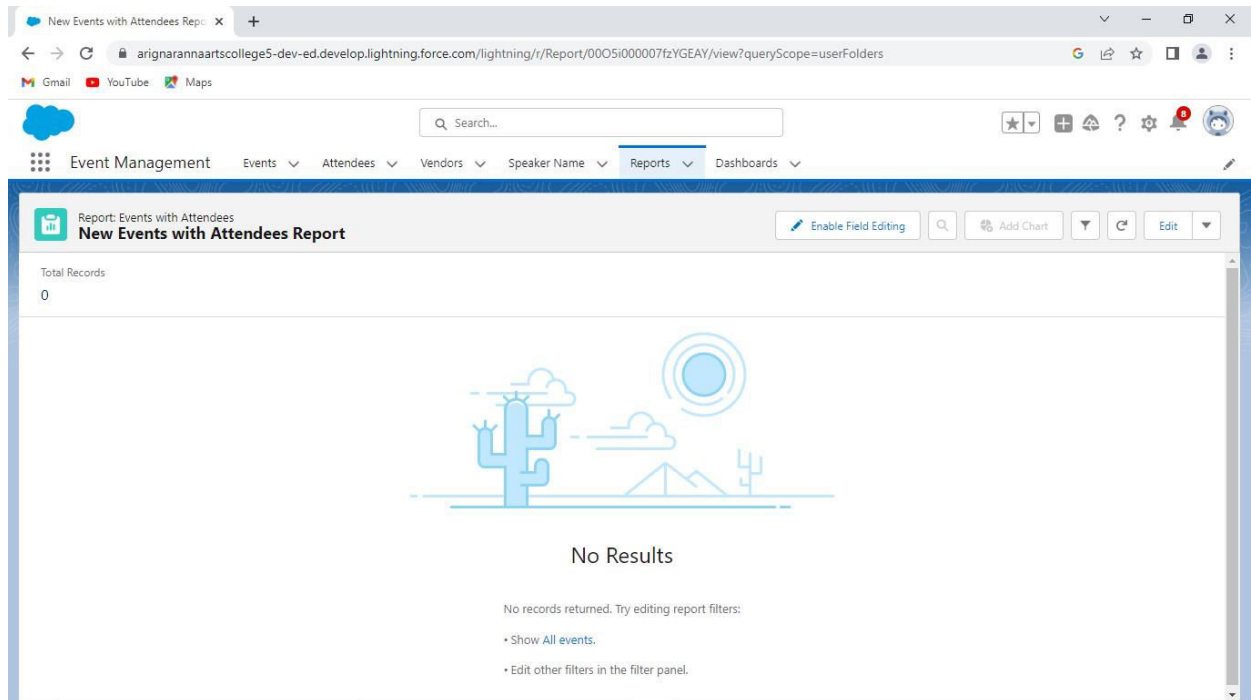 New Events with Attendees Repo
arignarannaartscollege5-dev-ed.develop.lightning.force.com/lightning/r/Report/00O5i000007fzYGEAY/view?queryScope=userFolders
Gmail YouTube Maps
Search...
8
Event Management Events Attendees Vendors Speaker Name Reports Dashboards
Report: Events with Attendees
New Events with Attendees Report
Enable Field Editing Add Chart Edit
Total Records
0
No Results
No records returned. Try editing report filters:
• Show All events.
• Edit other filters in the filter panel.